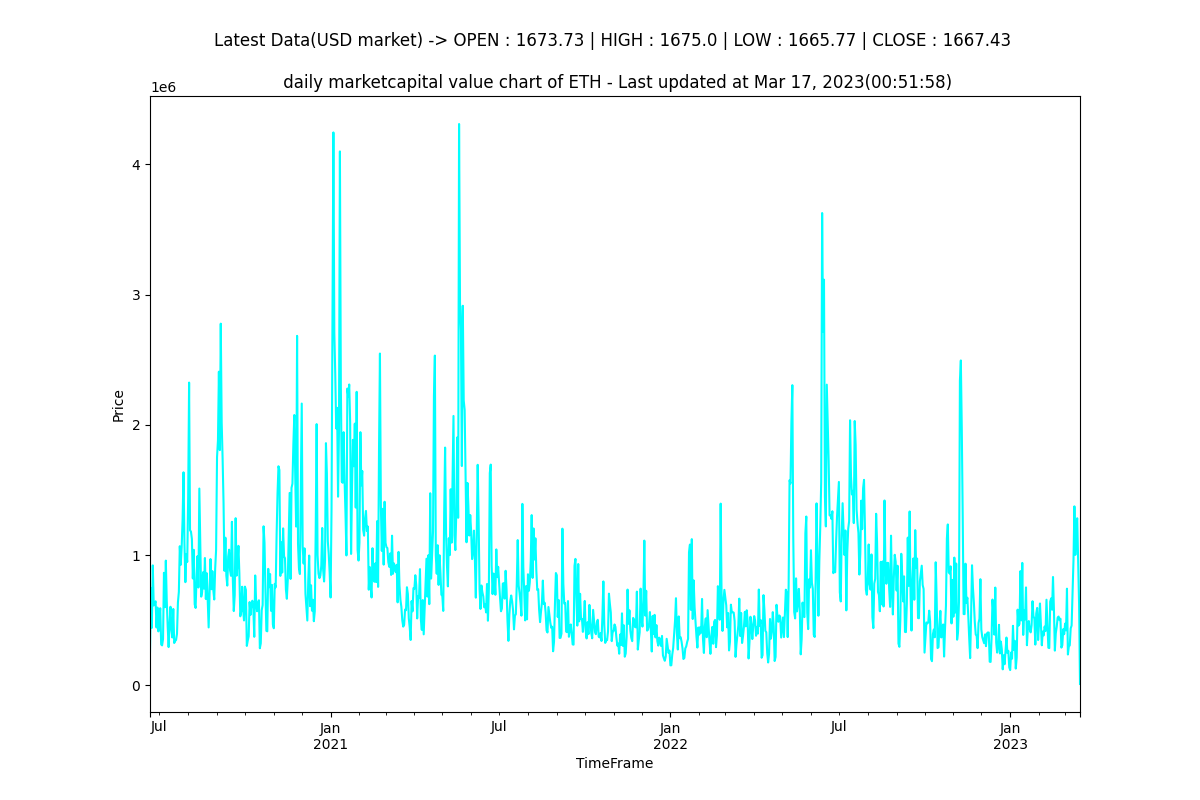 Latest Data(USD market) -> OPEN : 1673.73 | HIGH : 1675.0 | LOW : 1665.77 | CLOSE : 1667.43
daily marketcapital value chart of ETH - Last updated at Mar 17, 2023(00:51:58)
1e6
4
3
2
1
0
Price
Jul
Jan
2021
Jul
Jan
2022
Jul
Jan
2023
TimeFrame